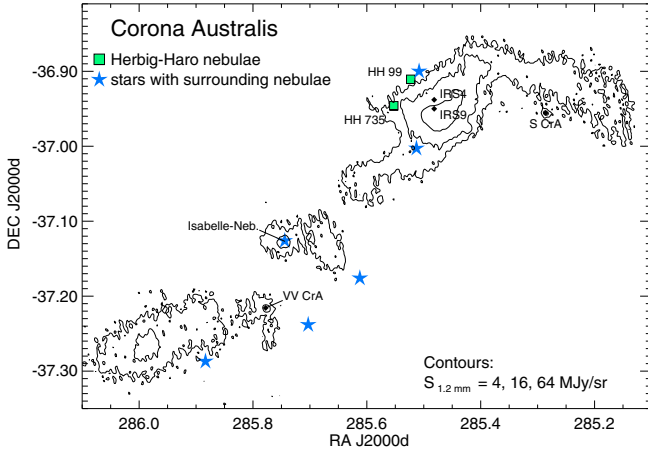 Corona Australis
Herbig-Haro nebulae
stars with surrounding nebulae
HH 99
IRS4
IRS9
HH 735
S CrA
Isabelle-Neb.
VV CrA
Contours:
S 1.2 mm = 4, 16, 64 MJy/sr
DEC J2000d
-36.90
-37.00
-37.10
-37.20
-37.30
286.0
285.8
285.6
285.4
285.2
RA J2000d